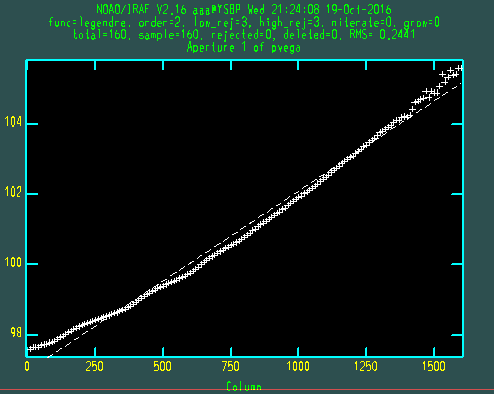 NOAO/IRAF V2.16 aaa@YSBP Wed 21:24:08 19-Oct-2016
func=legendre, order=2, low_rej=3, high_rej=3, niterate=0, grow=0
total=160, sample=160, rejected=0, deleted=0, RMS= 0.2441
Aperture 1 of pvega
104
102
100
98
0 250 500 750 1000 1250 1500
Column